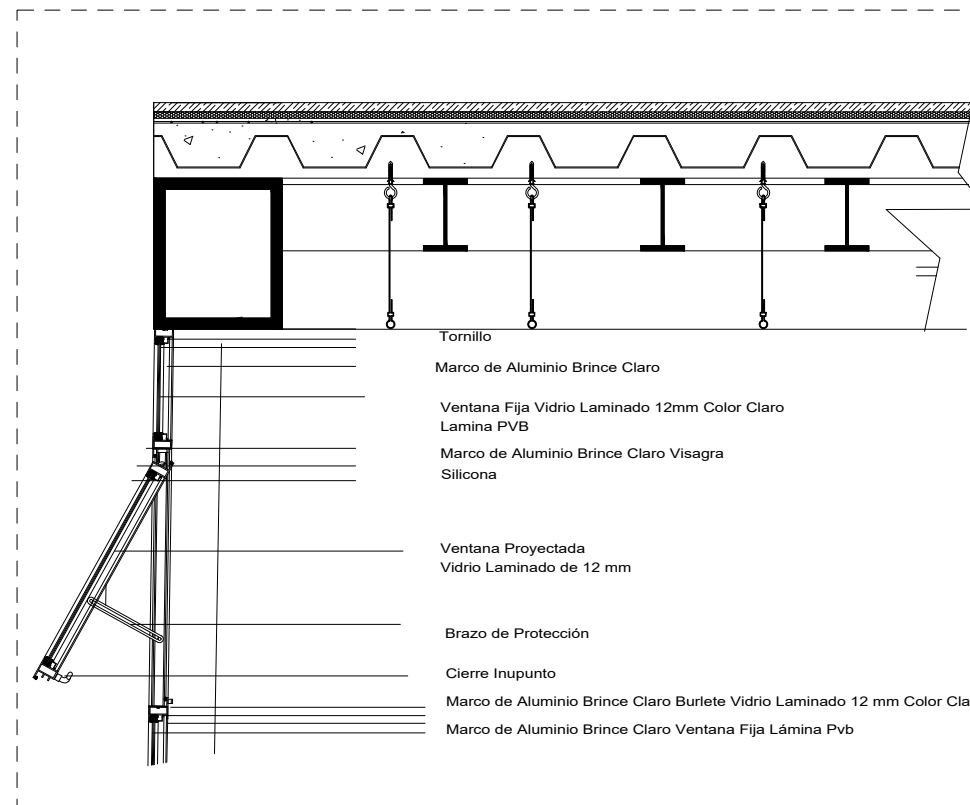 Tornillo
Marco de Aluminio Brince Claro
Ventana Fija Vidrio Laminado 12mm Color Claro
Lamina PVB
Marco de Aluminio Brince Claro Visagra
Silicona
Ventana Proyectada
Vidrio Laminado de 12 mm
Brazo de Protección
Cierre Inupunto
Marco de Aluminio Brince Claro Burlete Vidrio Laminado 12 mm Color Cla
Marco de Aluminio Brince Claro Ventana Fija Lámina Pvb